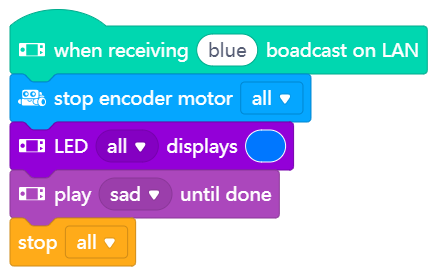 when receiving blue boadcast on LAN
stop encoder motor all
LED all displays
play sad until done
stop all